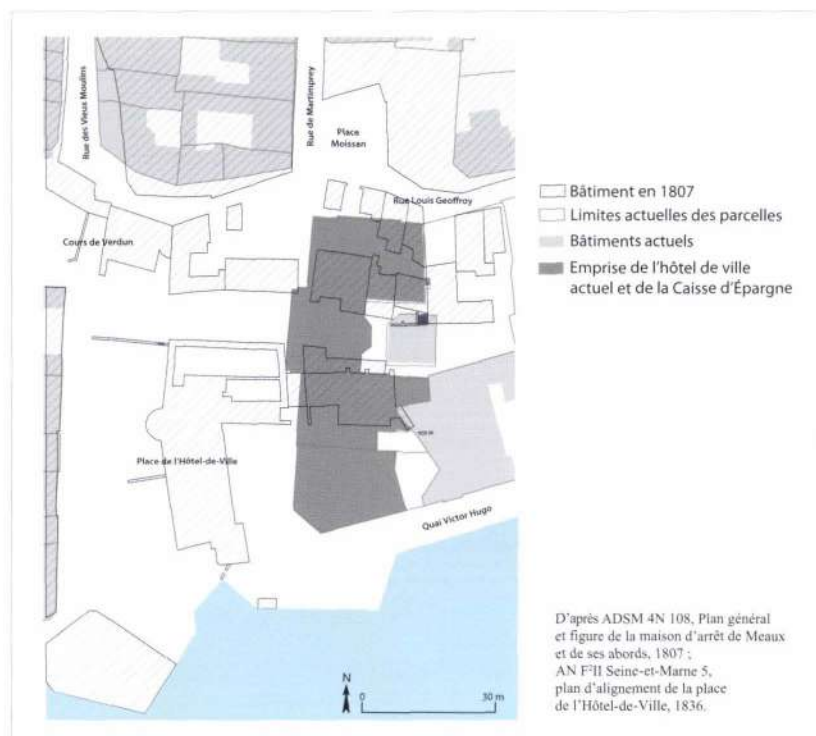 Rue des Vieux Moulins
Rue de Martimprey
Place
Moissan
Rue Louis Geoffroy
Cours de Verdun
Place de l'Hôtel-de-Ville
Quai Victor Hugo
N
0
30 m
Bâtiment en 1807
Limites actuelles des parcelles
Bâtiments actuels
Emprise de l'hôtel de ville
actuel et de la Caisse d'Épargne
D'après ADSM 4N 108, Plan général
et figure de la maison d'arrêt de Meaux
et de ses abords, 1807 ;
AN F²II Seine-et-Marne 5,
plan d'alignement de la place
de l'Hôtel-de-Ville, 1836.